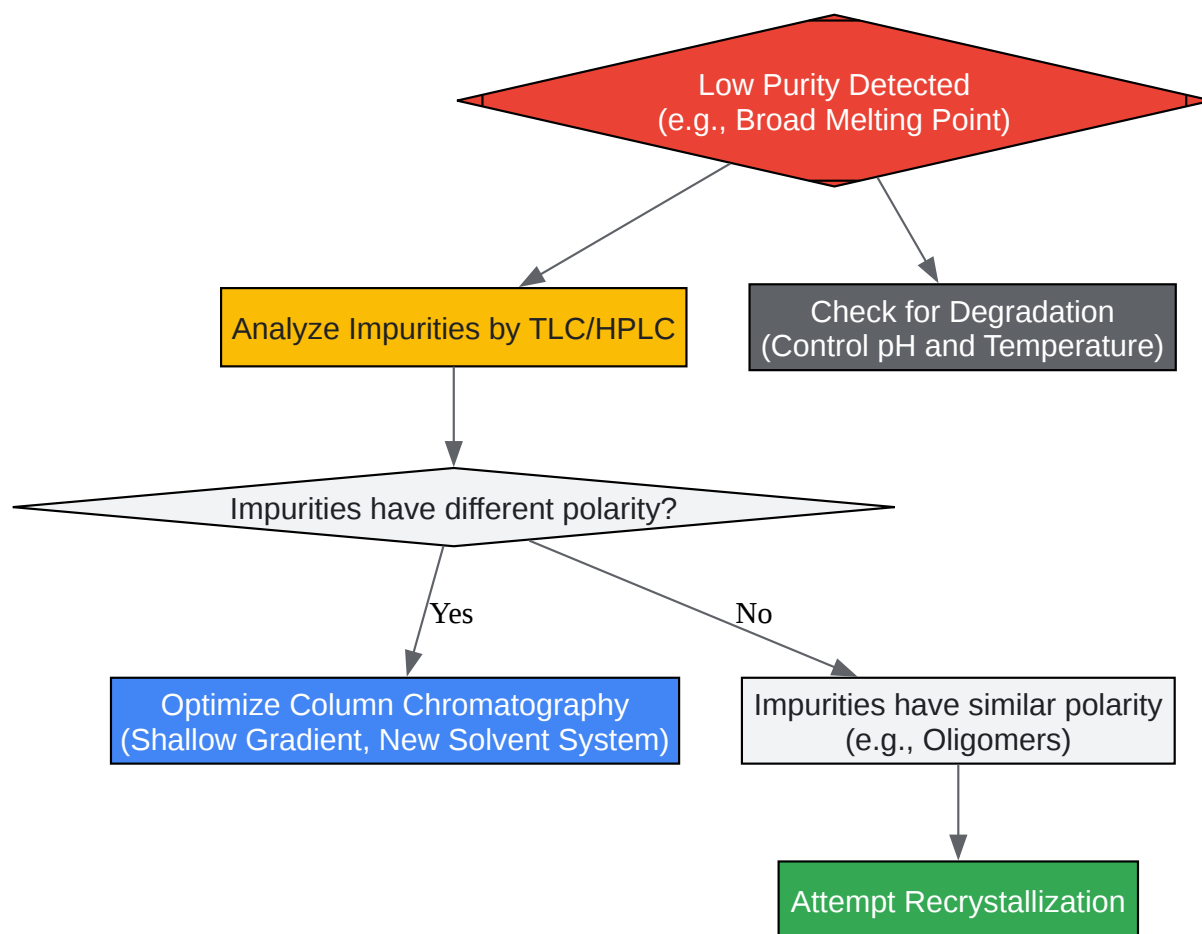 Low Purity Detected
(e.g., Broad Melting Point)
Analyze Impurities by TLC/HPLC
Check for Degradation
(Control pH and Temperature)
Impurities have different polarity?
Yes
No
Optimize Column Chromatography
(Shallow Gradient, New Solvent System)
Impurities have similar polarity
(e.g., Oligomers)
Attempt Recrystallization